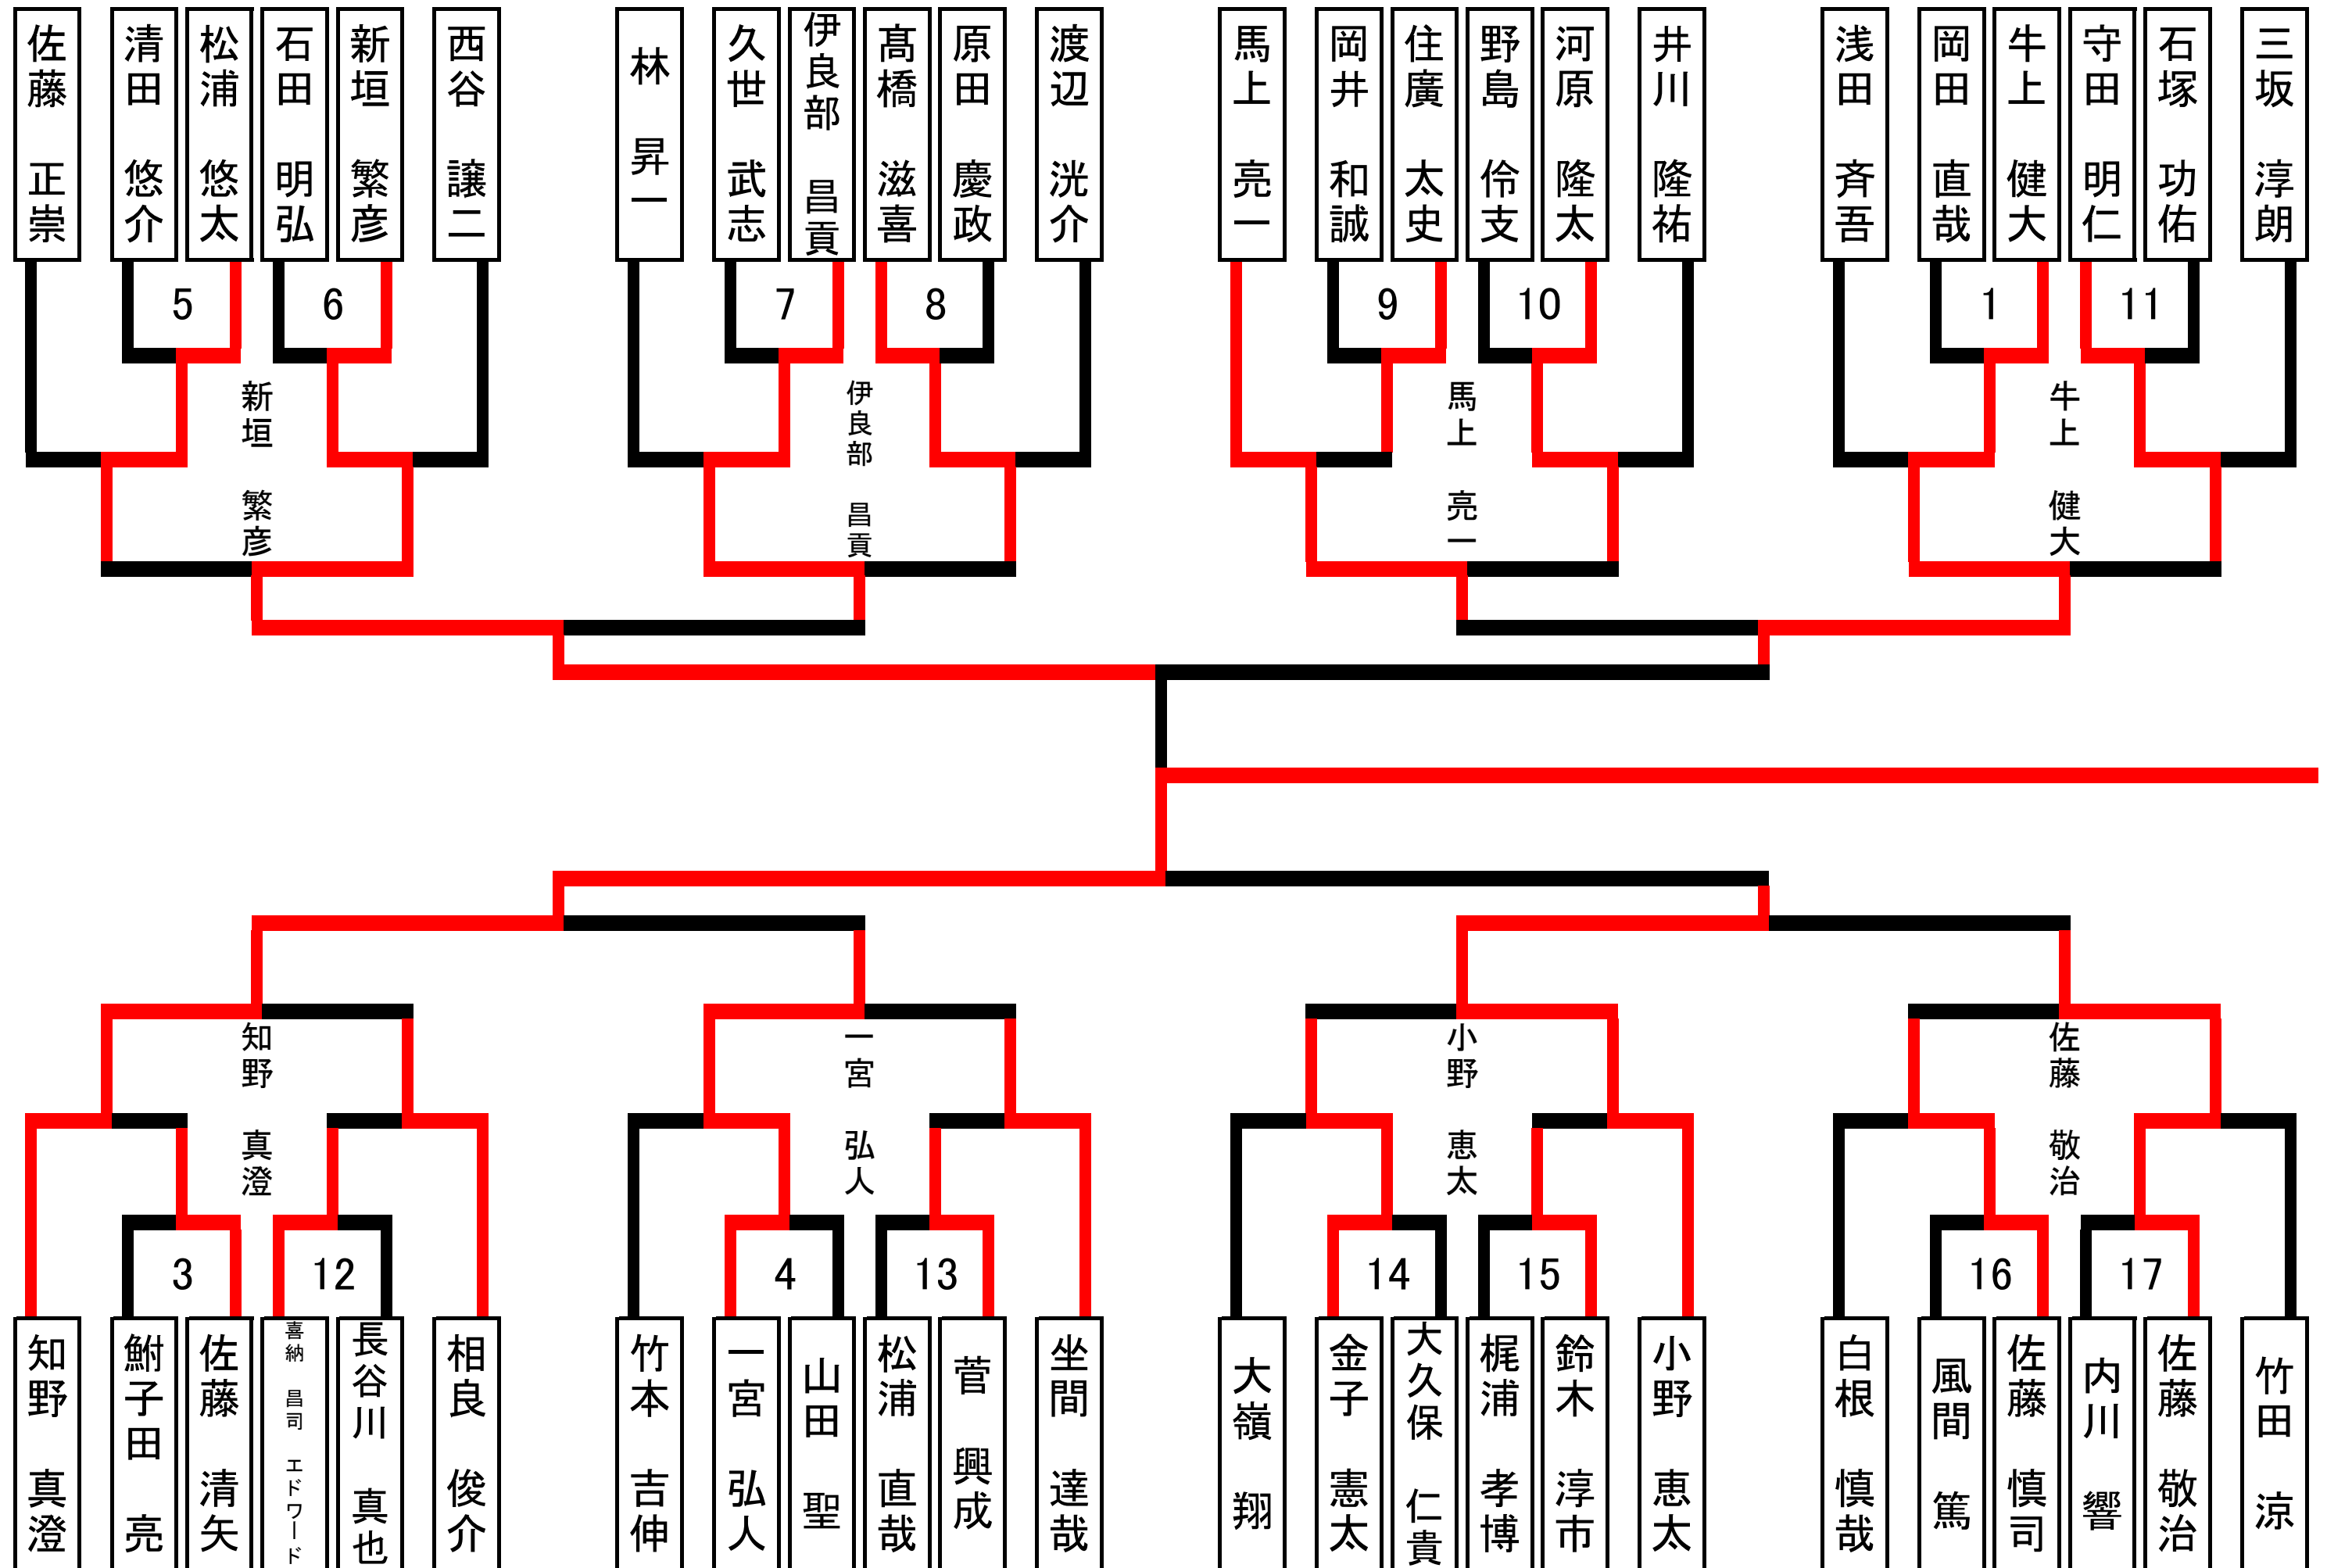 佐藤 正崇
清田 悠介
松浦 悠太
石田 明弘
新垣 繁彦
西谷 譲二
林 昇一
久世 武志
伊良部 昌貢
髙橋 滋喜
原田 慶政
渡辺 洸介
馬上 亮一
岡井 和誠
住廣 太史
野島 伶支
河原 隆太
井川 隆祐
浅田 斉吾
岡田 直哉
牛上 健大
守田 明仁
石塚 功佑
三坂 淳朗
5
6
7
8
9
10
1
11
新垣 繁彦
伊良部 昌貢
馬上 亮一
牛上 健大
知野 真澄
一宮 弘人
小野 恵太
佐藤 敬治
3
12
4
13
14
15
16
17
知野 真澄
鮒子田 亮
佐藤 清矢
喜納 昌司 エドワード
長谷川 真也
相良 俊介
竹本 吉伸
一宮 弘人
山田 聖
松浦 直哉
菅 興成
坐間 達哉
大嶺 翔
金子 憲太
大久保 仁貴
梶浦 孝博
鈴木 淳市
小野 恵太
白根 慎哉
風間 篤
佐藤 慎司
内川 響
佐藤 敬治
竹田 涼